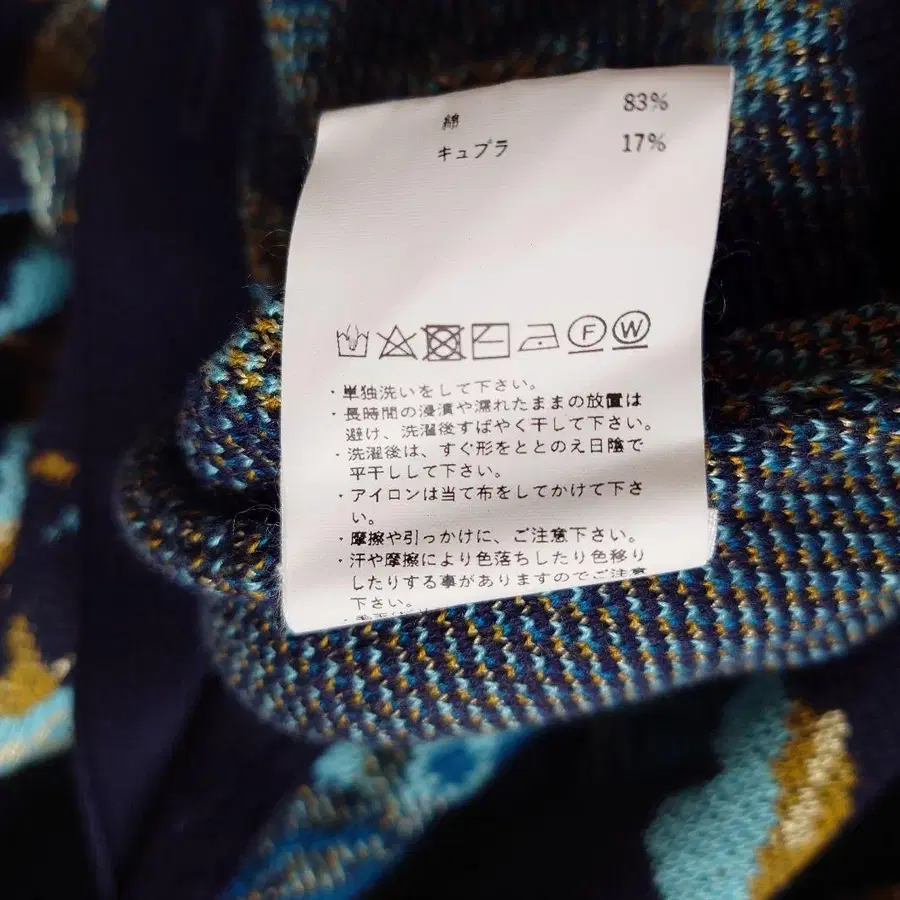 綿 83%
キュプラ 17%
F W
・単独洗いをして下さい。
・長時間の浸漬や濡れたままの放置は
避け、洗濯後すばやく干して下さい。
・洗濯後は、すぐ形をととのえ日陰で
平干しして下さい。
・アイロンは当て布をしてかけて下さ
い。
・摩擦や引っかけに、ご注意下さい。
・汗や摩擦により色落ちしたり色移り
したりする事がありますのでご注意
下さい。